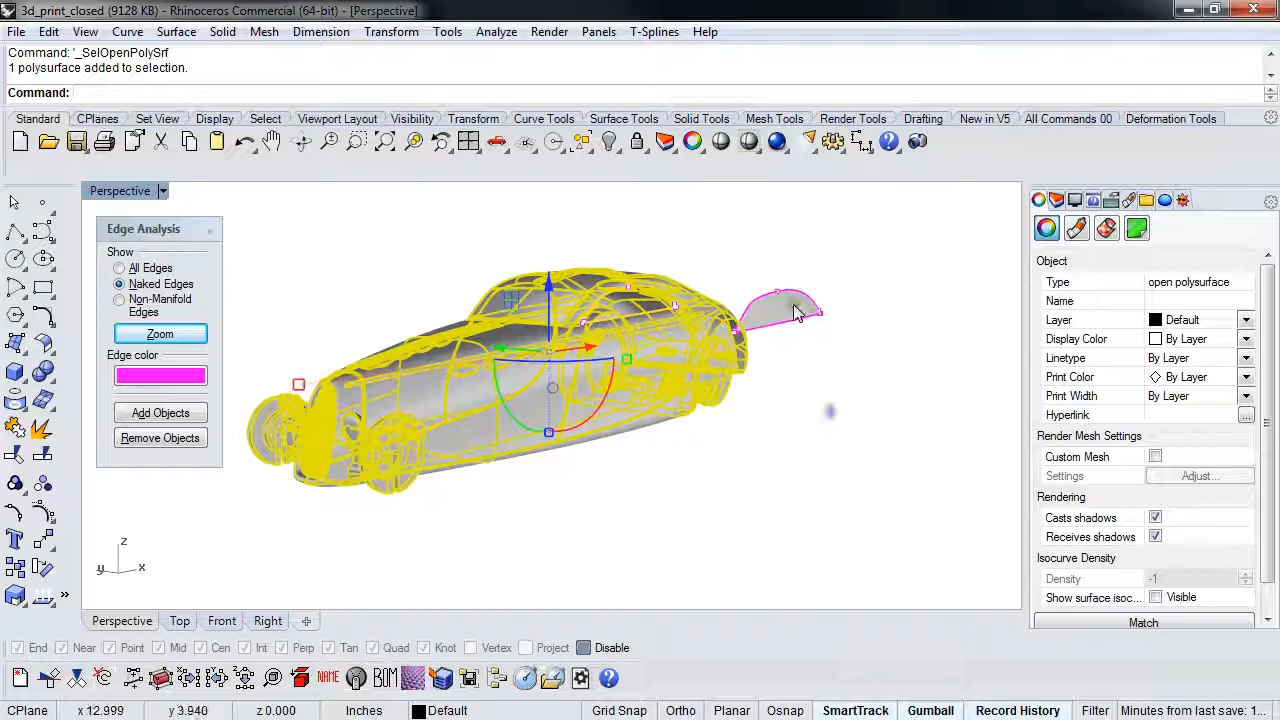 3d_print_closed (9128 KB) - Rhinoceros Commercial (64-bit) - [Perspective]
File Edit View Curve Surface Solid Mesh Dimension Transform Tools Analyze Render Panels T-Splines Help
Command: '_SelOpenPolySrf
1 polysurface added to selection.
Command:
Standard CPlanes Set View Display Select Viewport Layout Visibility Transform Curve Tools Surface Tools Solid Tools Mesh Tools Render Tools Drafting New in V5 All Commands 00 Deformation Tools
Perspective
Edge Analysis
Show
All Edges
Naked Edges
Non-Manifold
Edges
Zoom
Edge color
Add Objects
Remove Objects
z
y x
Object
Type open polysurface
Name
Layer Default
Display Color By Layer
Linetype By Layer
Print Color By Layer
Print Width By Layer
Hyperlink ...
Render Mesh Settings
Custom Mesh
Settings Adjust...
Rendering
Casts shadows
Receives shadows
Isocurve Density
Density -1
Show surface isoc... Visible
Match
Perspective Top Front Right
End Near Point Mid Cen Int Perp Tan Quad Knot Vertex Project Disable
NAME BOM
CPlane x 12.999 y 3.940 z 0.000 Inches Default Grid Snap Ortho Planar Osnap SmartTrack Gumball Record History Filter Minutes from last save: 1...